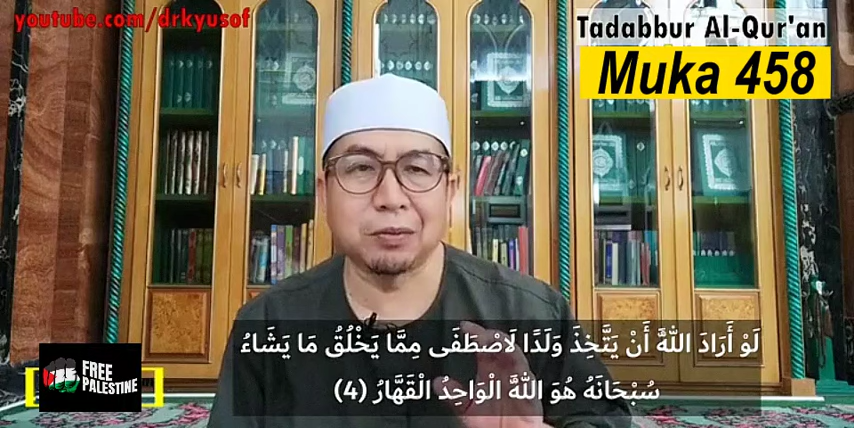 youtube.com/drkyusof
Tadabbur Al-Qur'an
Muka 458
لَوْ أَرَادَ اللَّهُ أَنْ يَتَّخِذَ وَلَدًا لَاصْطَفَى مِمَّا يَخْلُقُ مَا يَشَاءُ
سُبْحَانَهُ هُوَ اللَّهُ الْوَاحِدُ الْقَهَّارُ (4)
FREE
PALESTINE